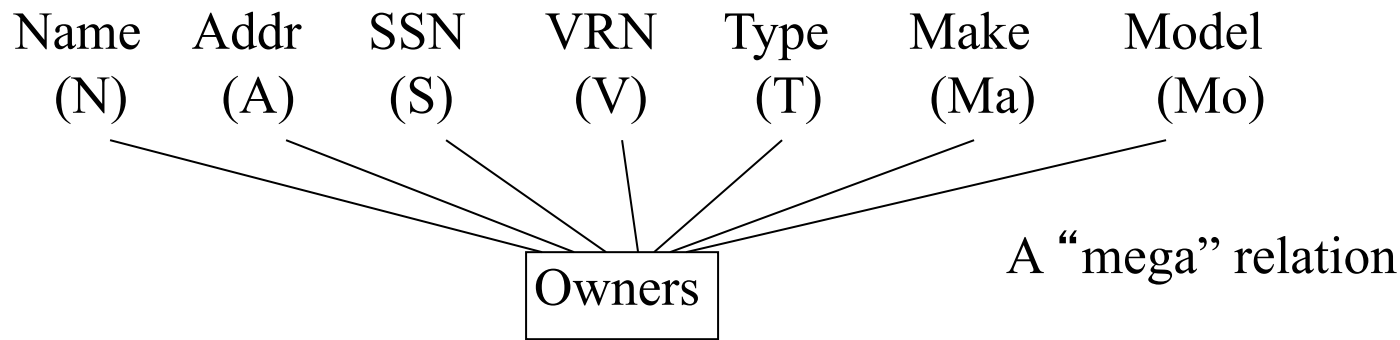 Name Addr SSN VRN Type Make Model
(N) (A) (S) (V) (T) (Ma) (Mo)
A “mega” relation
Owners